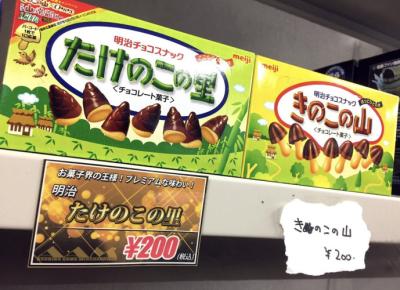 meiji
明治チョコスナック
たけのこの里
〈チョコレート菓子〉
meiji
明治チョコスナック
きのこの山
〈チョコレート菓子〉
お菓子界の王様!プレミアムな味わい!
明治
たけのこの里
¥200(税込)
きのこの山
¥200-